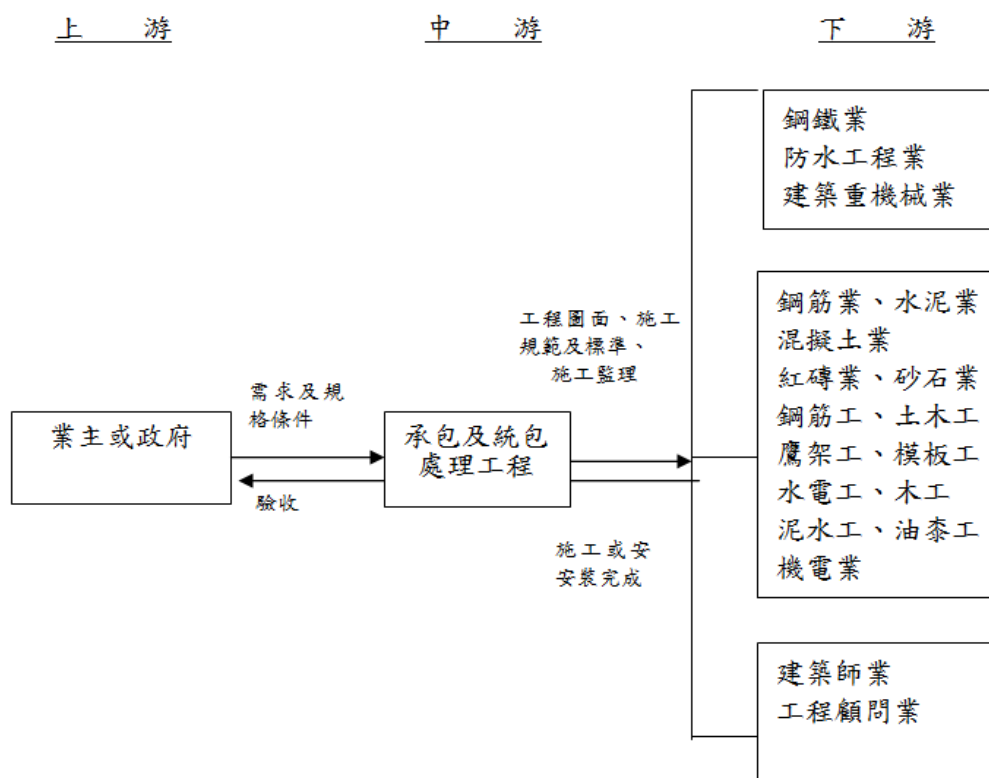 上　　游
中　　游
下　　游
業主或政府
需求及規
格條件
驗收
承包及統包
處理工程
工程圖面、施工
規范及標準、
施工監理
施工或安
安裝完成
鋼鐵業
防水工程業
建築重機械業
鋼筋業、水泥業
混擬土業
紅磚業、砂石業
鋼筋工、土木工
鷹架工、模板工
水電工、木工
泥水工、油桼工
機電業
建築師業
工程顧問業